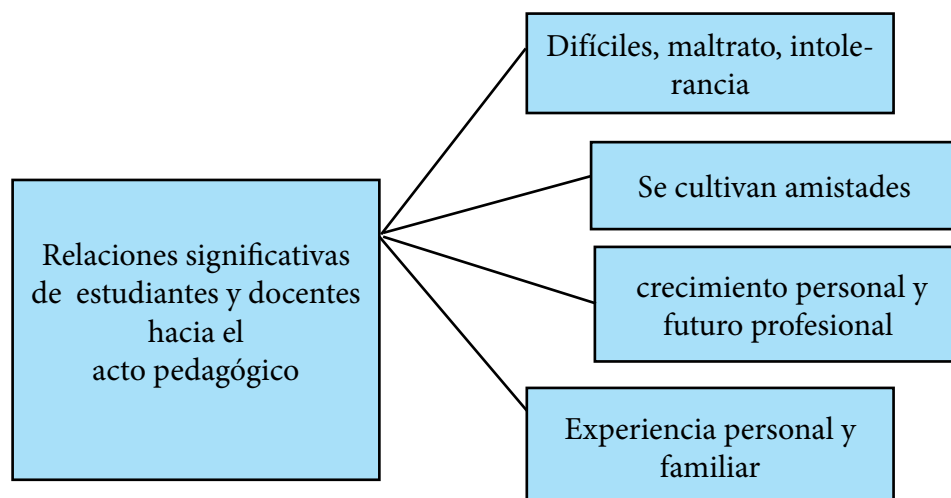 Relaciones significativas
de estudiantes y docentes
hacia el
acto pedagógico
Difíciles, maltrato, intole-
rancia
Se cultivan amistades
crecimiento personal y
futuro profesional
Experiencia personal y
familiar